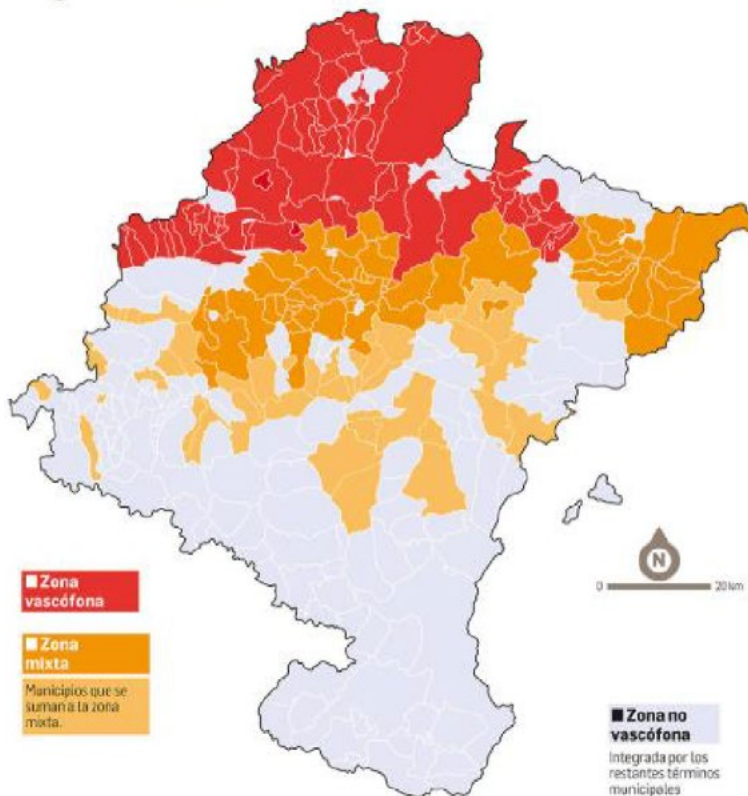 Zona
vascófona
Zona
mixta
Municipios que se
suman a la zona
mixta.
N
0 20 km
Zona no
vascófona
Integrada por los
restantes términos
municipales